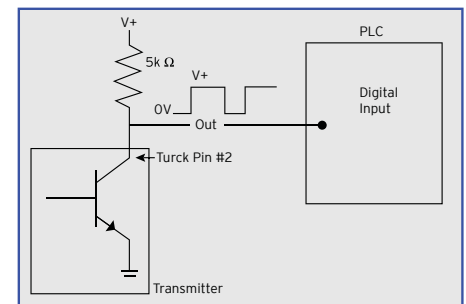 V+
PLC
5k Ω
V+
0V
Out
Digital
Input
Turck Pin #2
Transmitter